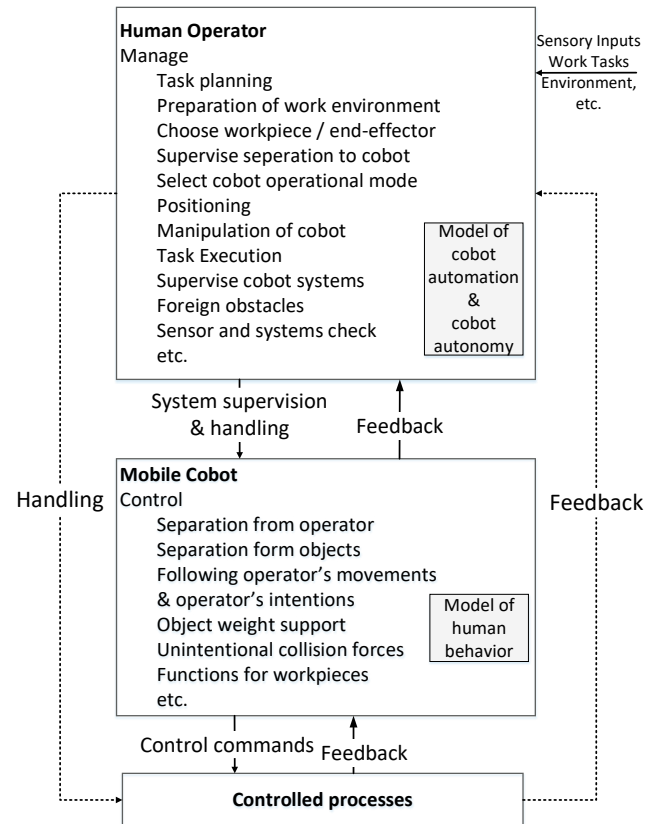 Human Operator
Manage
Task planning
Preparation of work environment
Choose workpiece / end-effector
Supervise seperation to cobot
Select cobot operational mode
Positioning
Manipulation of cobot
Task Execution
Supervise cobot systems
Foreign obstacles
Sensor and systems check
etc.
Model of
cobot
automation
&
cobot
autonomy
Sensory Inputs
Work Tasks
Environment,
etc.
System supervision
& handling
Feedback
Handling
Feedback
Mobile Cobot
Control
Separation from operator
Separation form objects
Following operator’s movements
& operator’s intentions
Object weight support
Unintentional collision forces
Functions for workpieces
etc.
Model of
human
behavior
Control commands
Feedback
Controlled processes